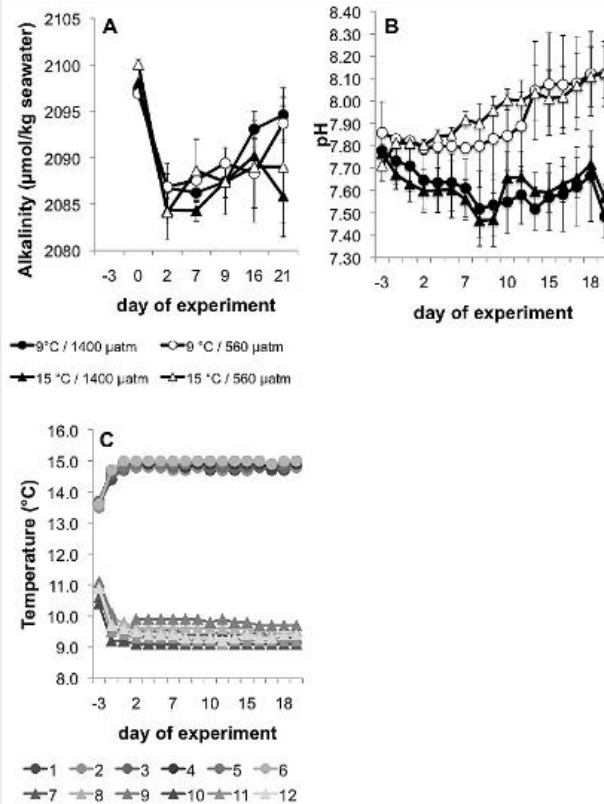 A
Alkalinity (µmol/kg seawater)
2105
2100
2095
2090
2085
2080
-3 0 2 7 9 16 21
day of experiment
B
pH
8.40
8.30
8.20
8.10
8.00
7.90
7.80
7.70
7.60
7.50
7.40
7.30
-3 2 7 10 15 18
day of experiment
9°C / 1400 µatm
9 °C / 560 µatm
15 °C / 1400 µatm
15 °C / 560 µatm
C
Temperature (°C)
16.0
15.0
14.0
13.0
12.0
11.0
10.0
9.0
8.0
-3 2 7 10 15 18
day of experiment
1 2 3 4 5 6
7 8 9 10 11 12